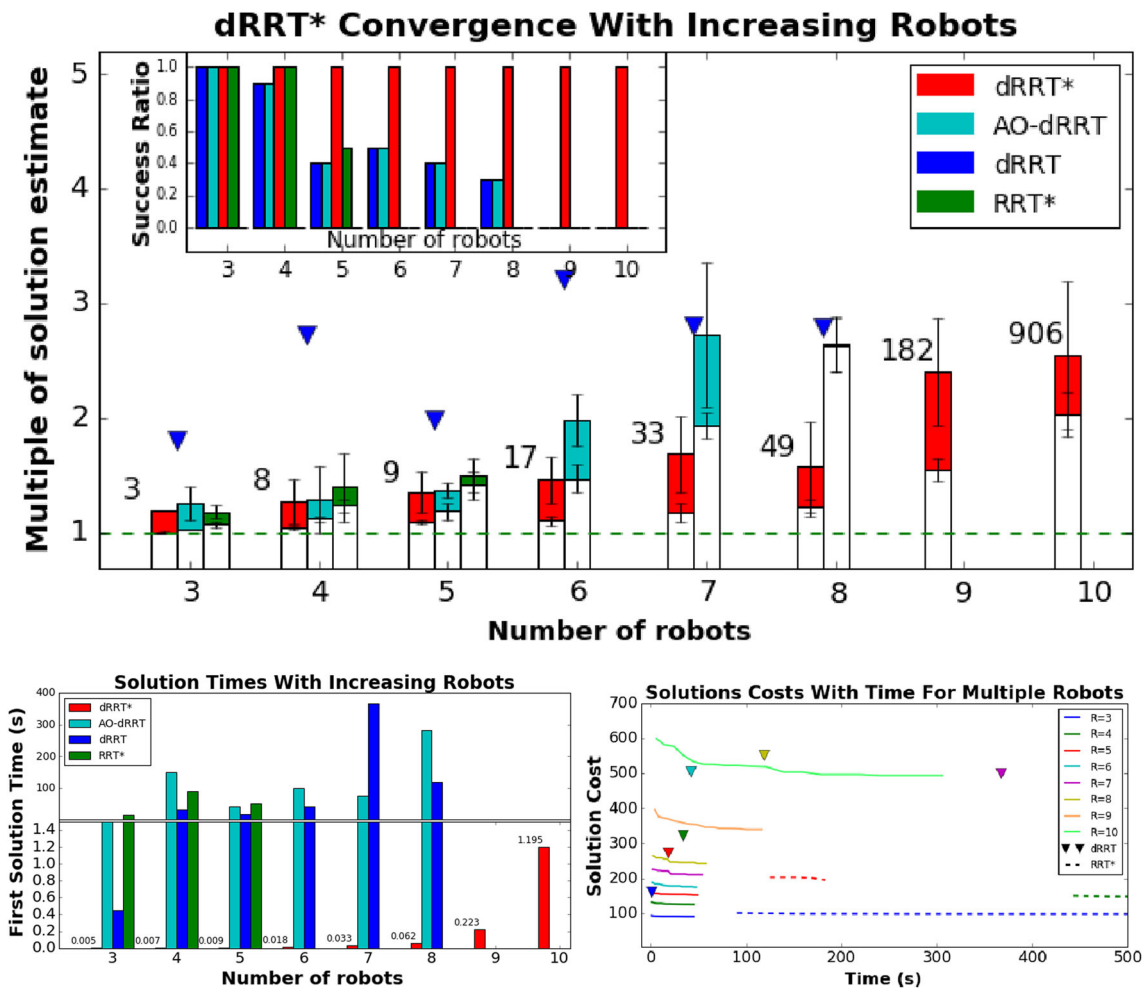 dRRT* Convergence With Increasing Robots
Multiple of solution estimate
5
4
3
2
1
Success Ratio
1.0
0.8
0.6
0.4
0.2
0.0
Number of robots
3 4 5 6 7 8 9 10
dRRT*
AO-dRRT
dRRT
RRT*
3 8 9 17 33 49 182 906
3 4 5 6 7 8 9 10
Number of robots
Solution Times With Increasing Robots
First Solution Time (s)
400
300
200
100
1.4
1.2
1.0
0.8
0.6
0.4
0.2
0.0
dRRT*
AO-dRRT
dRRT
RRT*
0.005 0.007 0.009 0.018 0.033 0.062 0.223 1.195
3 4 5 6 7 8 9 10
Number of robots
Solutions Costs With Time For Multiple Robots
Solution Cost
700
600
500
400
300
200
100
R=3
R=4
R=5
R=6
R=7
R=8
R=9
R=10
dRRT
RRT*
0 100 200 300 400 500
Time (s)